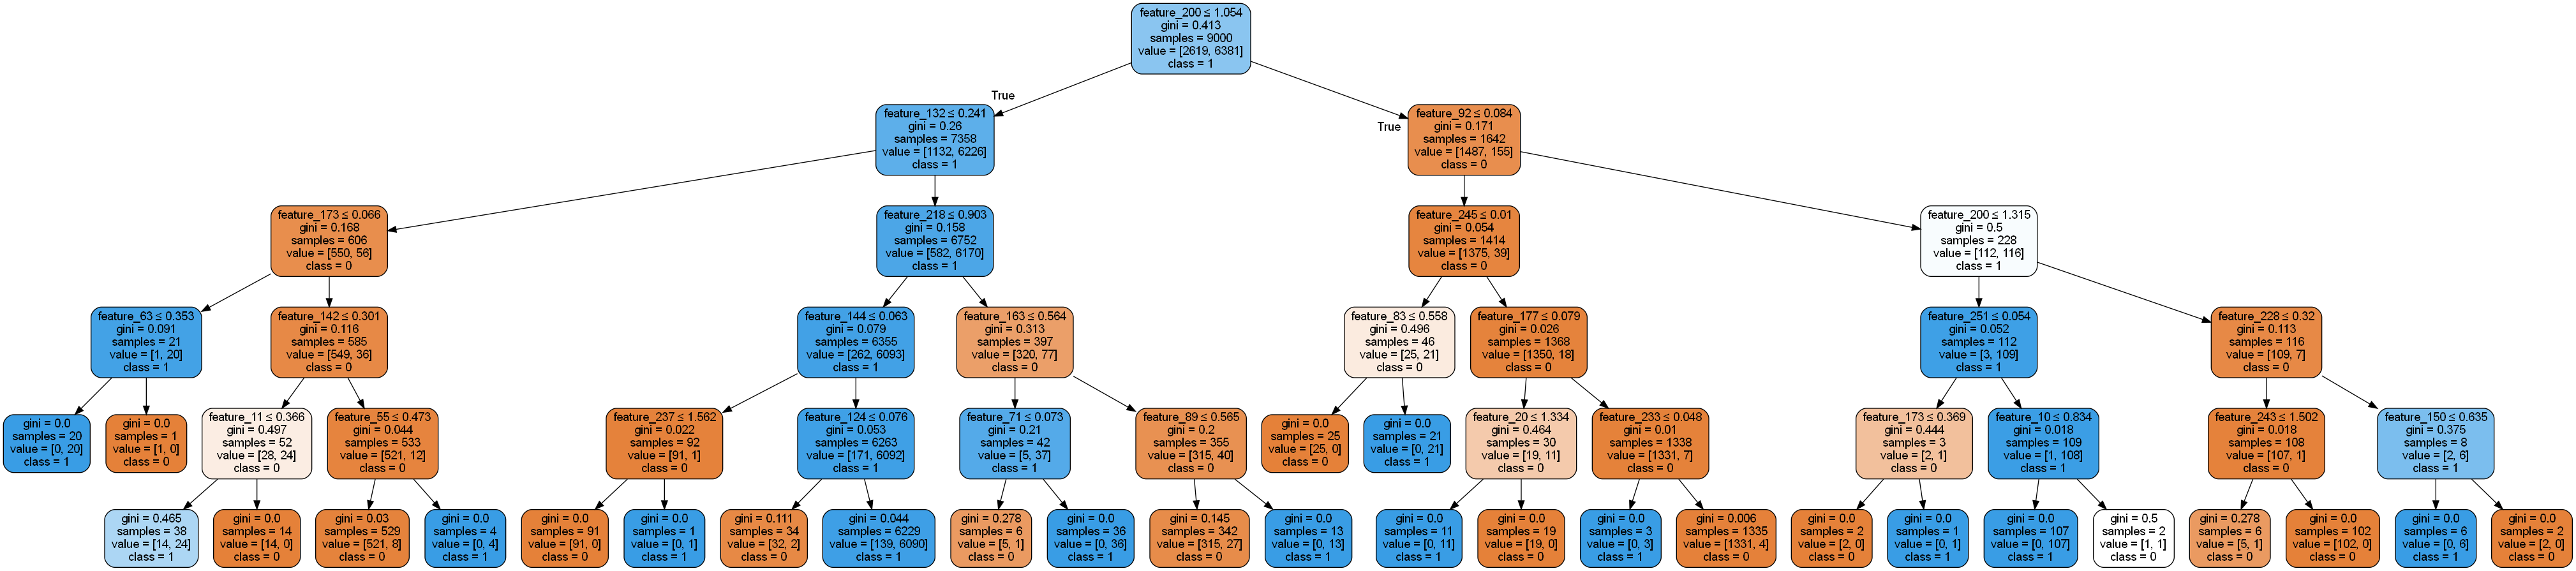 feature_200 ≤ 1.054
gini = 0.413
samples = 9000
value = [2619, 6381]
class = 1
True
feature_132 ≤ 0.241
gini = 0.26
samples = 7358
value = [1132, 6226]
class = 1
True
feature_92 ≤ 0.084
gini = 0.171
samples = 1642
value = [1487, 155]
class = 0
feature_173 ≤ 0.066
gini = 0.168
samples = 606
value = [550, 56]
class = 0
feature_218 ≤ 0.903
gini = 0.158
samples = 6752
value = [582, 6170]
class = 1
feature_245 ≤ 0.01
gini = 0.054
samples = 1414
value = [1375, 39]
class = 0
feature_200 ≤ 1.315
gini = 0.5
samples = 228
value = [112, 116]
class = 1
feature_63 ≤ 0.353
gini = 0.091
samples = 21
value = [1, 20]
class = 1
feature_142 ≤ 0.301
gini = 0.116
samples = 585
value = [549, 36]
class = 0
feature_144 ≤ 0.063
gini = 0.079
samples = 6355
value = [262, 6093]
class = 1
feature_163 ≤ 0.564
gini = 0.313
samples = 397
value = [320, 77]
class = 0
feature_83 ≤ 0.558
gini = 0.496
samples = 46
value = [25, 21]
class = 0
feature_177 ≤ 0.079
gini = 0.026
samples = 1368
value = [1350, 18]
class = 0
feature_251 ≤ 0.054
gini = 0.052
samples = 112
value = [3, 109]
class = 1
feature_228 ≤ 0.32
gini = 0.113
samples = 116
value = [109, 7]
class = 0
gini = 0.0
samples = 20
value = [0, 20]
class = 1
gini = 0.0
samples = 1
value = [1, 0]
class = 0
feature_11 ≤ 0.366
gini = 0.497
samples = 52
value = [28, 24]
class = 0
feature_55 ≤ 0.473
gini = 0.044
samples = 533
value = [521, 12]
class = 0
feature_237 ≤ 1.562
gini = 0.022
samples = 92
value = [91, 1]
class = 0
feature_124 ≤ 0.076
gini = 0.053
samples = 6263
value = [171, 6092]
class = 1
feature_71 ≤ 0.073
gini = 0.21
samples = 42
value = [5, 37]
class = 1
feature_89 ≤ 0.565
gini = 0.2
samples = 355
value = [315, 40]
class = 0
gini = 0.0
samples = 25
value = [25, 0]
class = 0
gini = 0.0
samples = 21
value = [0, 21]
class = 1
feature_20 ≤ 1.334
gini = 0.464
samples = 30
value = [19, 11]
class = 0
feature_233 ≤ 0.048
gini = 0.01
samples = 1338
value = [1331, 7]
class = 0
feature_173 ≤ 0.369
gini = 0.444
samples = 3
value = [2, 1]
class = 0
feature_10 ≤ 0.834
gini = 0.018
samples = 109
value = [1, 108]
class = 1
feature_243 ≤ 1.502
gini = 0.018
samples = 108
value = [107, 1]
class = 0
feature_150 ≤ 0.635
gini = 0.375
samples = 8
value = [2, 6]
class = 1
gini = 0.465
samples = 38
value = [14, 24]
class = 1
gini = 0.0
samples = 14
value = [14, 0]
class = 0
gini = 0.03
samples = 529
value = [521, 8]
class = 0
gini = 0.0
samples = 4
value = [0, 4]
class = 1
gini = 0.0
samples = 91
value = [91, 0]
class = 0
gini = 0.0
samples = 1
value = [0, 1]
class = 1
gini = 0.111
samples = 34
value = [32, 2]
class = 0
gini = 0.044
samples = 6229
value = [139, 6090]
class = 1
gini = 0.278
samples = 6
value = [5, 1]
class = 0
gini = 0.0
samples = 36
value = [0, 36]
class = 1
gini = 0.145
samples = 342
value = [315, 27]
class = 0
gini = 0.0
samples = 13
value = [0, 13]
class = 1
gini = 0.0
samples = 11
value = [0, 11]
class = 1
gini = 0.0
samples = 19
value = [19, 0]
class = 0
gini = 0.0
samples = 3
value = [0, 3]
class = 1
gini = 0.006
samples = 1335
value = [1331, 4]
class = 0
gini = 0.0
samples = 2
value = [2, 0]
class = 0
gini = 0.0
samples = 1
value = [0, 1]
class = 1
gini = 0.0
samples = 107
value = [0, 107]
class = 1
gini = 0.5
samples = 2
value = [1, 1]
class = 0
gini = 0.278
samples = 6
value = [5, 1]
class = 0
gini = 0.0
samples = 102
value = [102, 0]
class = 0
gini = 0.0
samples = 6
value = [0, 6]
class = 1
gini = 0.0
samples = 2
value = [2, 0]
class = 0